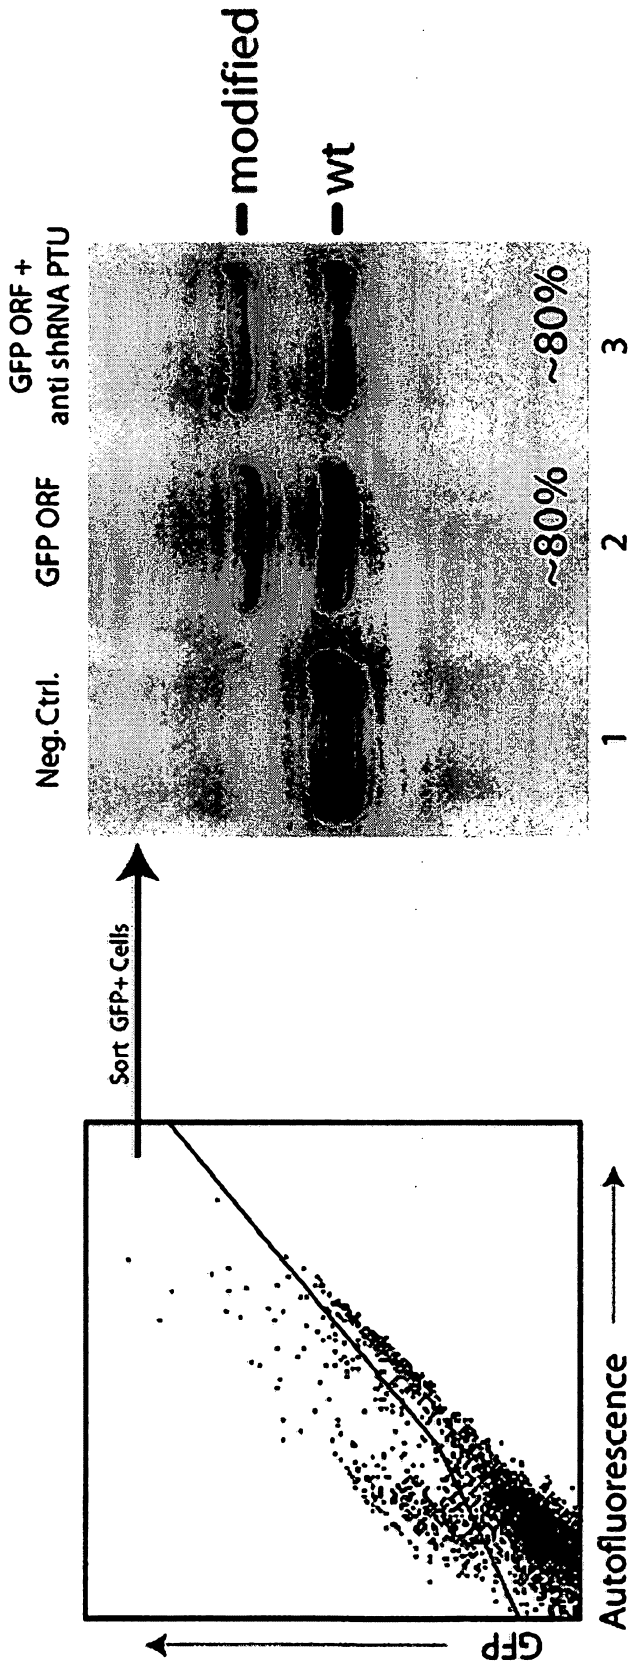 GFP
Autofluorescence
Sort GFP+ Cells
Neg. Ctrl.
GFP ORF
GFP ORF +
anti shRNA PTU
modified
wt
~80%
~80%
1
2
3